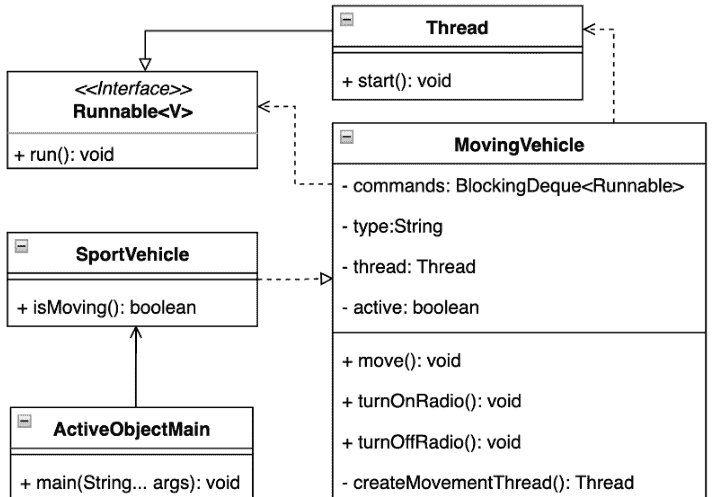 Thread
+ start(): void
<<Interface>>
Runnable<V>
+ run(): void
MovingVehicle
- commands: BlockingDeque<Runnable>
- type:String
- thread: Thread
- active: boolean
+ move(): void
+ turnOnRadio(): void
+ turnOffRadio(): void
- createMovementThread(): Thread
SportVehicle
+ isMoving(): boolean
ActiveObjectMain
+ main(String... args): void